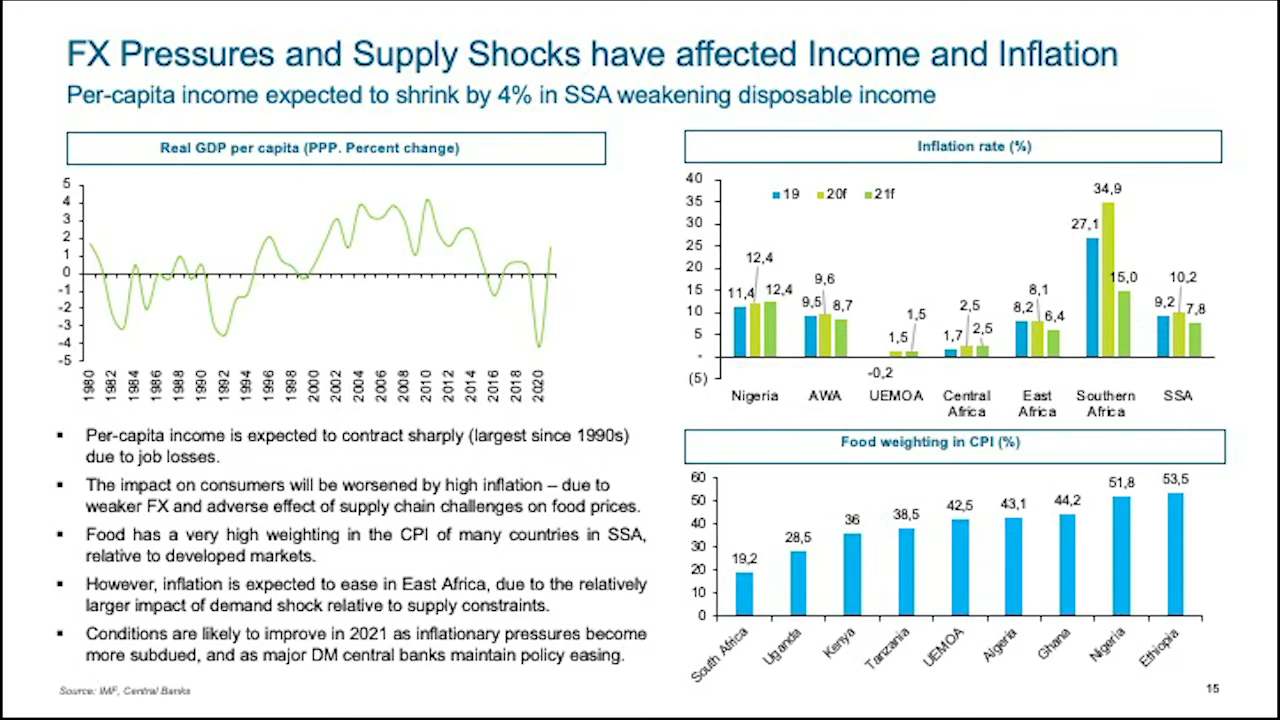 FX Pressures and Supply Shocks have affected Income and Inflation
Per-capita income expected to shrink by 4% in SSA weakening disposable income
Real GDP per capita (PPP. Percent change)
5
4
3
2
1
0
-1
-2
-3
-4
-5
1980 1982 1984 1986 1988 1990 1992 1994 1996 1998 2000 2002 2004 2006 2008 2010 2012 2014 2016 2018 2020
▪ Per-capita income is expected to contract sharply (largest since 1990s)
due to job losses.
▪ The impact on consumers will be worsened by high inflation – due to
weaker FX and adverse effect of supply chain challenges on food prices.
▪ Food has a very high weighting in the CPI of many countries in SSA,
relative to developed markets.
▪ However, inflation is expected to ease in East Africa, due to the relatively
larger impact of demand shock relative to supply constraints.
▪ Conditions are likely to improve in 2021 as inflationary pressures become
more subdued, and as major DM central banks maintain policy easing.
Source: IMF, Central Banks
Inflation rate (%)
19 20f 21f
40
35
30
25
20
15
10
5
-
(5)
11,4 12,4 12,4
9,5 9,6 8,7
-0,2 1,5 1,5
1,7 2,5 2,5
8,2 8,1 6,4
27,1 34,9 15,0
9,2 10,2 7,8
Nigeria AWA UEMOA Central East Southern SSA
Africa Africa Africa
Food weighting in CPI (%)
60
50
40
30
20
10
0
19,2 28,5 36 38,5 42,5 43,1 44,2 51,8 53,5
South Africa Uganda Kenya Tanzania UEMOA Algeria Ghana Nigeria Ethiopia
15